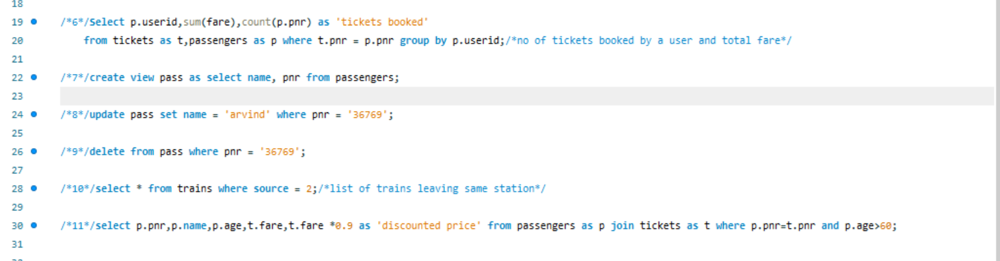 18
19 /*6*/Select p.userid,sum(fare),count(p.pnr) as 'tickets booked'
20 from tickets as t,passengers as p where t.pnr = p.pnr group by p.userid;/*no of tickets booked by a user and total fare*/
21
22 /*7*/create view pass as select name, pnr from passengers;
23
24 /*8*/update pass set name = 'arvind' where pnr = '36769';
25
26 /*9*/delete from pass where pnr = '36769';
27
28 /*10*/select * from trains where source = 2;/*list of trains leaving same station*/
29
30 /*11*/select p.pnr,p.name,p.age,t.fare,t.fare *0.9 as 'discounted price' from passengers as p join tickets as t where p.pnr=t.pnr and p.age>60;
31